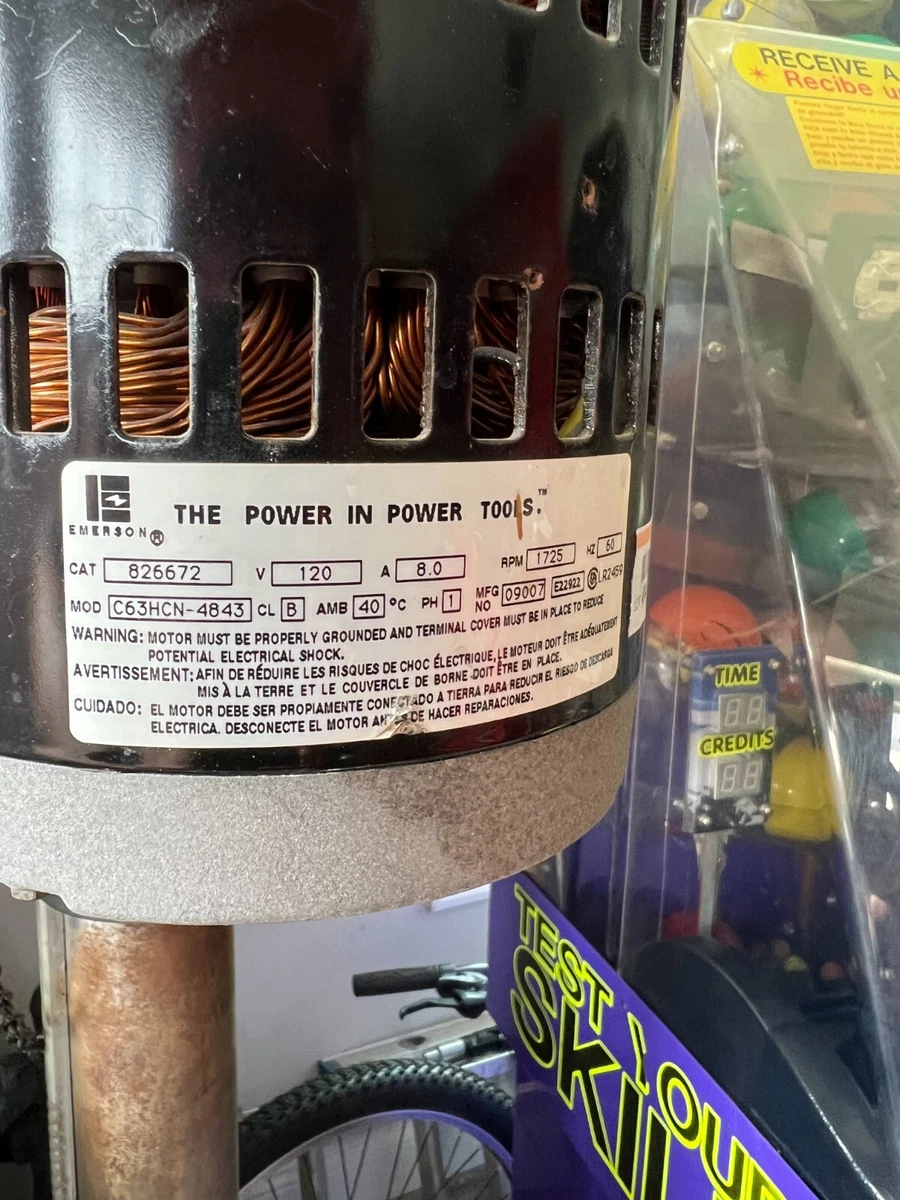 RECEIVE A
Recibe u
EMERSON®
THE POWER IN POWER TOOLS.™
CAT 826672 V 120 A 8.0 RPM 1725 HZ 60
MOD C63HCN-4843 CL B AMB 40 °C PH 1 MFG NO 09007 E22922 LR2459
WARNING: MOTOR MUST BE PROPERLY GROUNDED AND TERMINAL COVER MUST BE IN PLACE TO REDUCE
POTENTIAL ELECTRICAL SHOCK.
AVERTISSEMENT: AFIN DE RÉDUIRE LES RISQUES DE CHOC ÉLECTRIQUE, LE MOTEUR DOIT ÊTRE ADÉQUATEMENT
MIS À LA TERRE ET LE COUVERCLE DE BORNE DOIT ÊTRE EN PLACE.
CUIDADO: EL MOTOR DEBE SER PROPIAMENTE CONECTADO A TIERRA PARA REDUCIR EL RIESGO DE DESCARGA
ELECTRICA. DESCONECTE EL MOTOR ANTES DE HACER REPARACIONES.
TIME
CREDITS
TEST YOUR
SKILL